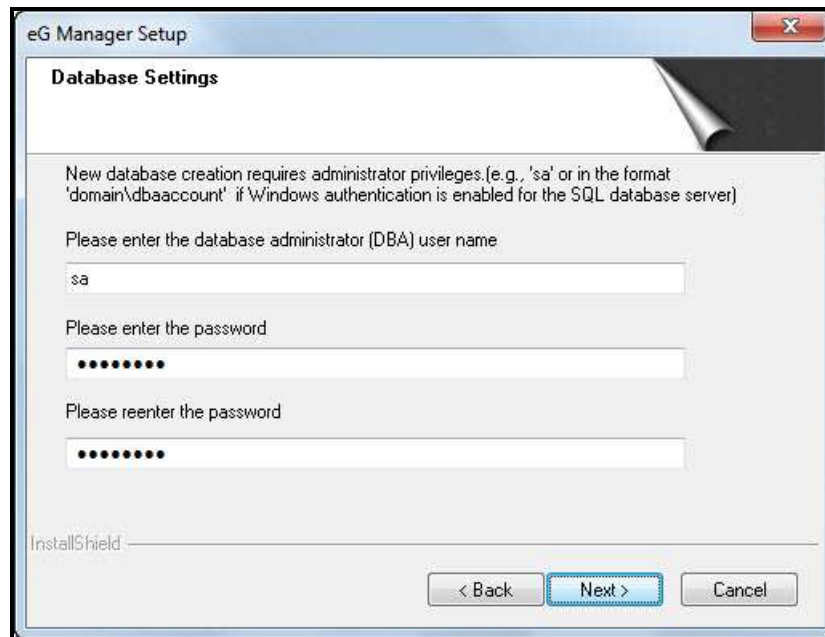 eG Manager Setup
Database Settings
New database creation requires administrator privileges.(e.g., 'sa' or in the format
'domain\dbaaccount' if Windows authentication is enabled for the SQL database server)
Please enter the database administrator (DBA) user name
sa
Please enter the password
••••••••
Please reenter the password
••••••••
InstallShield
< Back Next > Cancel